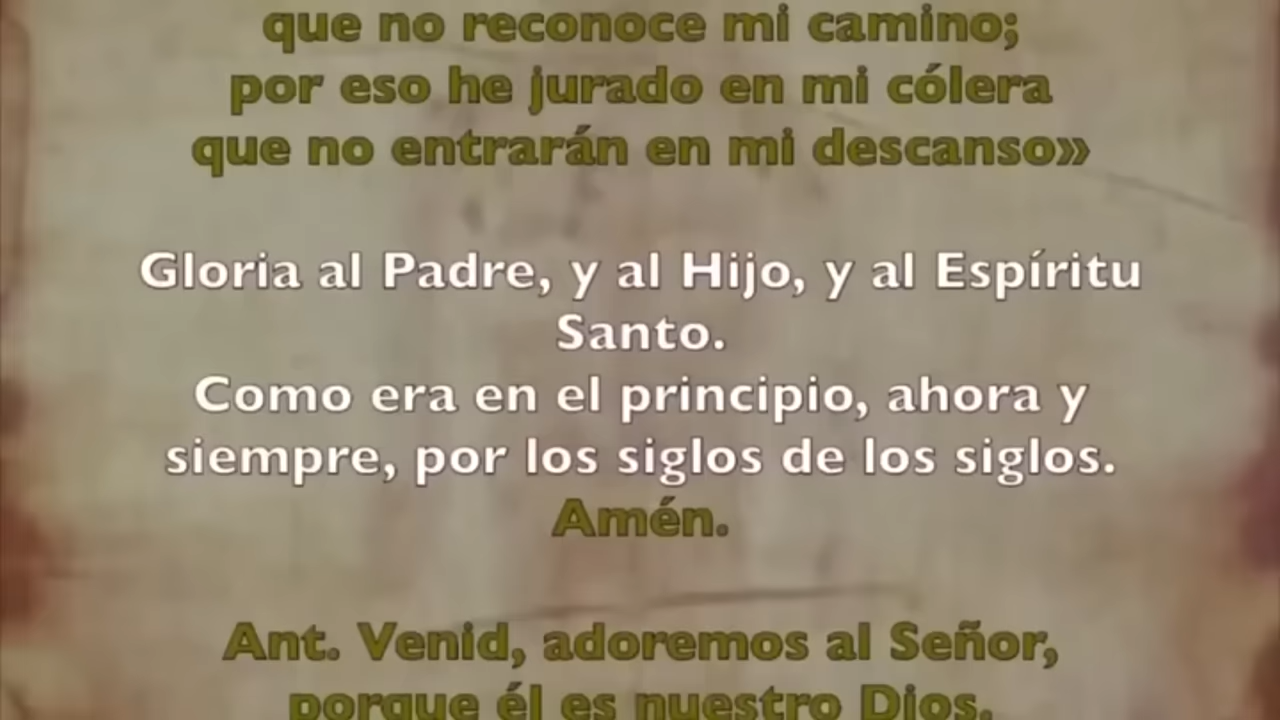 que no reconoce mi camino;
por eso he jurado en mi cólera
que no entrarán en mi descanso»
Gloria al Padre, y al Hijo, y al Espíritu
Santo.
Como era en el principio, ahora y
siempre, por los siglos de los siglos.
Amén.
Ant. Venid, adoremos al Señor,
porque él es nuestro Dios.